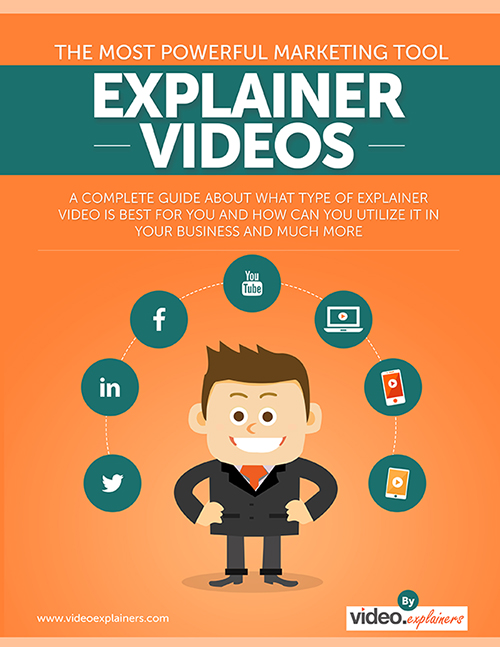 THE MOST POWERFUL MARKETING TOOL
EXPLAINER
VIDEOS
A COMPLETE GUIDE ABOUT WHAT TYPE OF EXPLAINER
VIDEO IS BEST FOR YOU AND HOW CAN YOU UTILIZE IT IN
YOUR BUSINESS AND MUCH MORE
You
Tube
f
in
By
www.videoexplainers.com
video.explainers